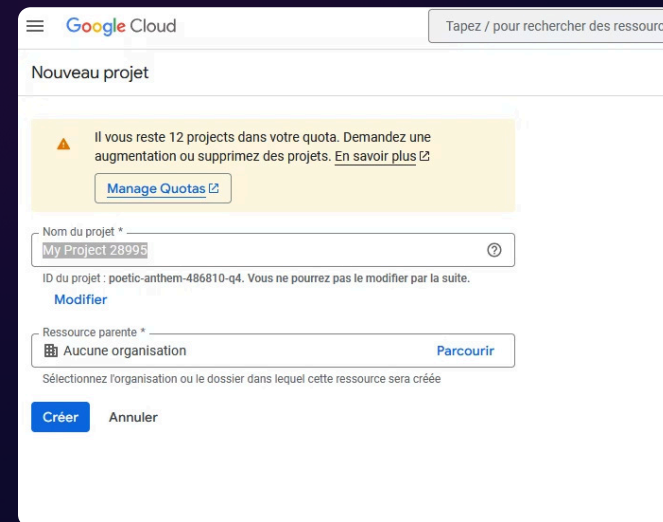 Google Cloud
Tapez / pour rechercher des
Nouveau projet
Il vous reste 12 projects dans votre quota. Demandez une
augmentation ou supprimez des projets. En savoir plus
Manage Quotas
Nom du projet *
My Project 28995
ID du projet : poetic-anthem-486810-q4. Vous ne pourrez pas le modifier par la suite.
Modifier
Ressource parente *
Aucune organisation
Parcourir
Sélectionnez l'organisation ou le dossier dans lequel cette ressource sera créée
Créer Annuler